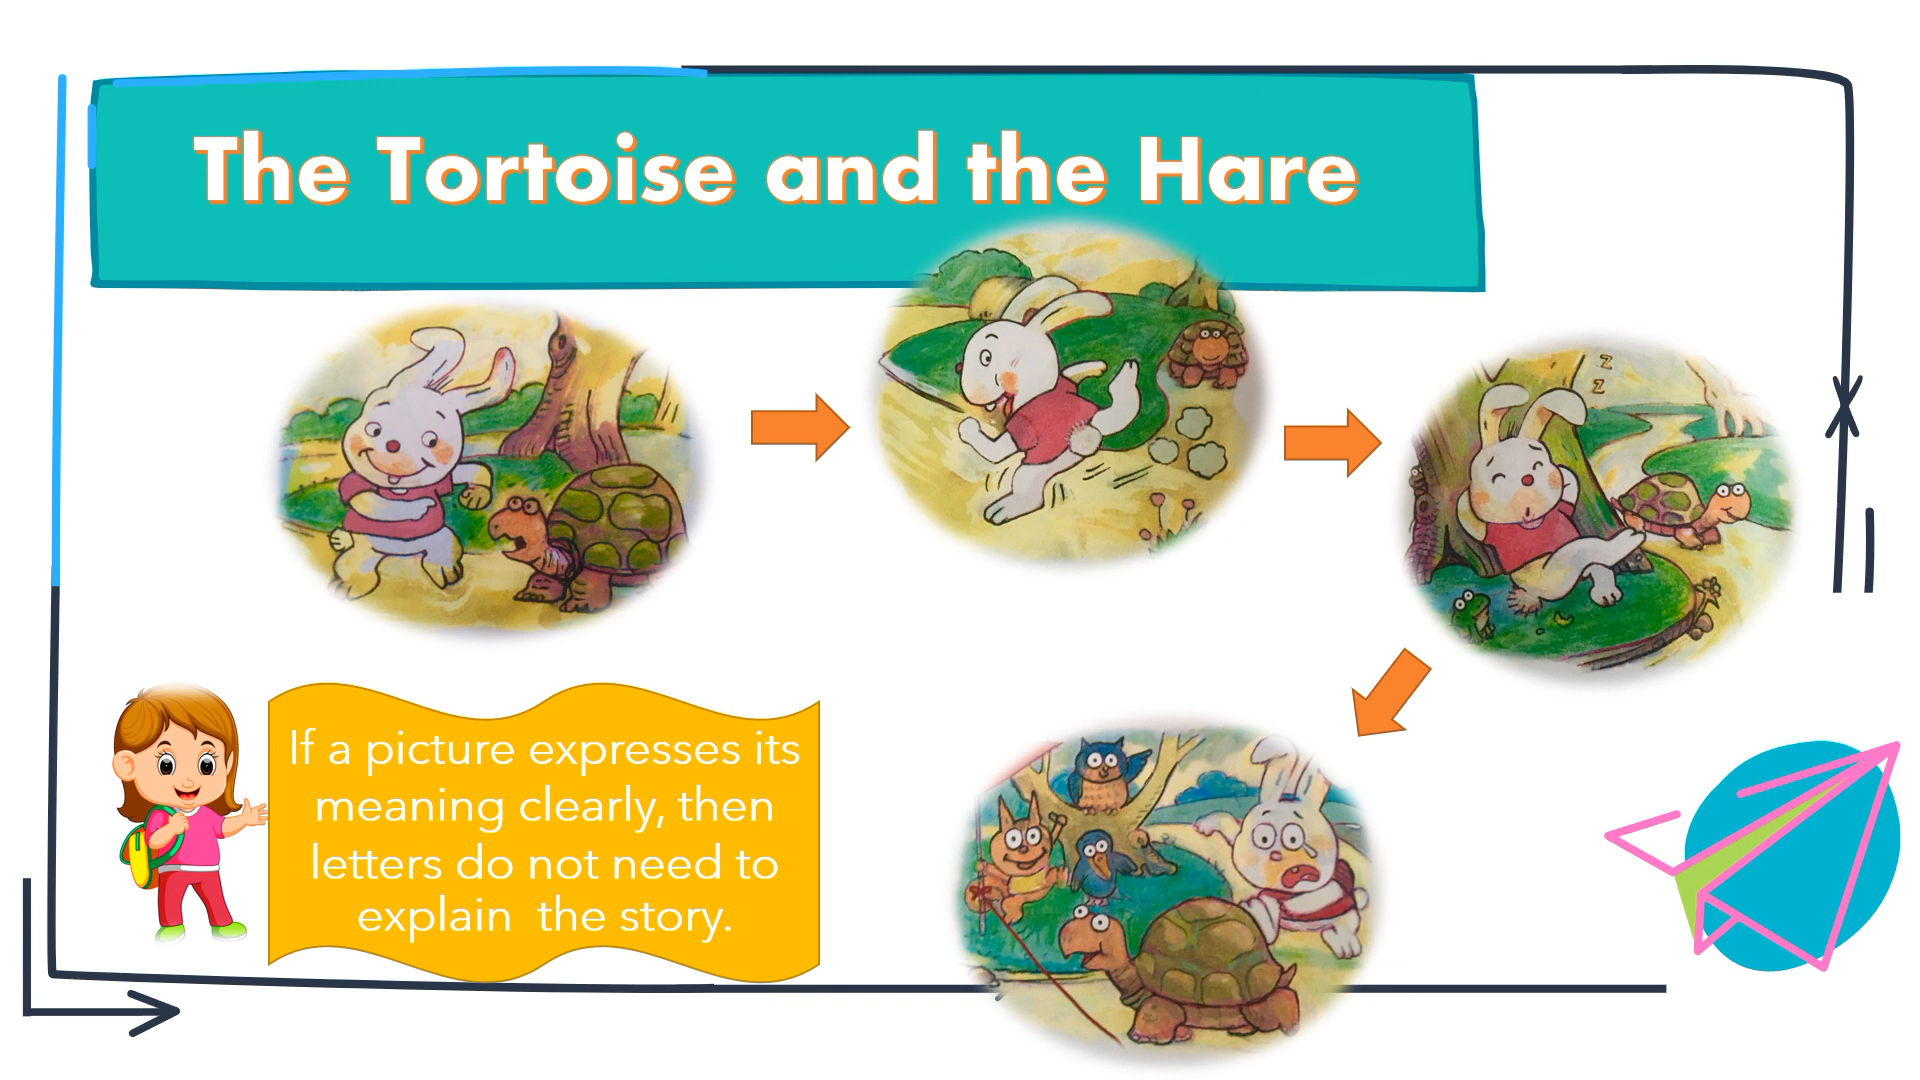 The Tortoise and the Hare
z
z
If a picture expresses its
meaning clearly, then
letters do not need to
explain  the story.